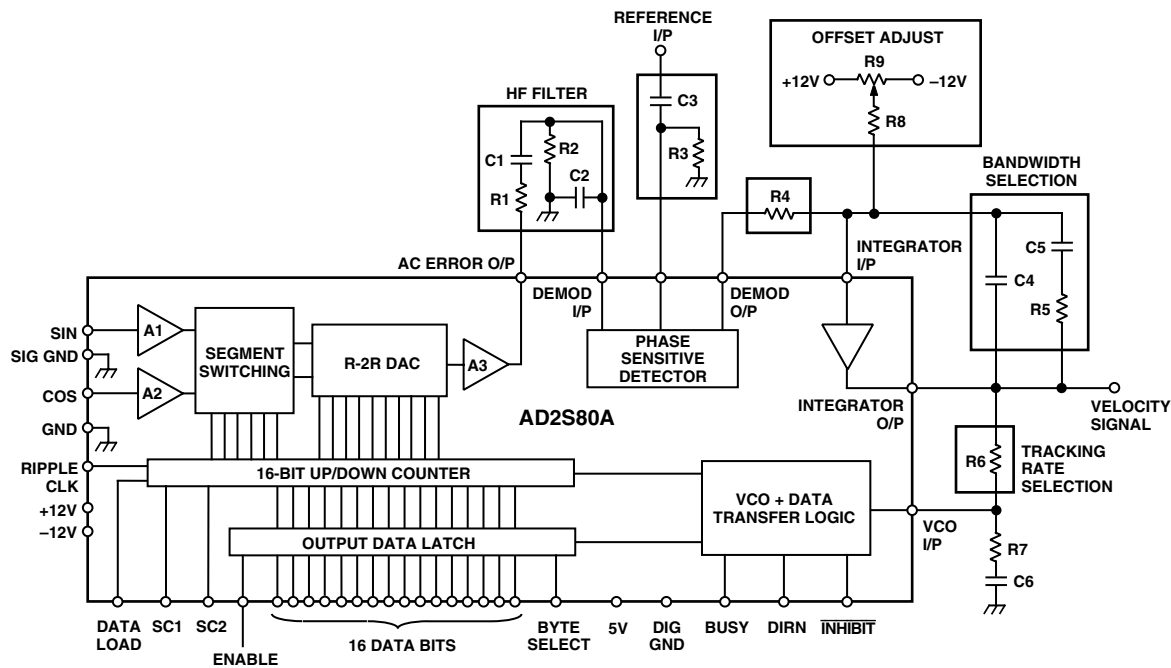 REFERENCE
I/P
OFFSET ADJUST
R9
+12V
–12V
R8
HF FILTER
C3
R3
C1
R2
C2
R1
BANDWIDTH
SELECTION
R4
C5
C4
R5
INTEGRATOR
I/P
AC ERROR O/P
DEMOD
I/P
DEMOD
O/P
SIN
A1
SIG GND
SEGMENT
SWITCHING
R-2R DAC
A3
PHASE
SENSITIVE
DETECTOR
COS
A2
AD2S80A
INTEGRATOR
O/P
VELOCITY
SIGNAL
GND
RIPPLE
CLK
16-BIT UP/DOWN COUNTER
R6
TRACKING
RATE
SELECTION
+12V
–12V
VCO + DATA
TRANSFER LOGIC
VCO
I/P
OUTPUT DATA LATCH
R7
C6
DATA
LOAD
SC1
SC2
ENABLE
16 DATA BITS
BYTE
SELECT
5V
DIG
GND
BUSY
DIRN
INHIBIT